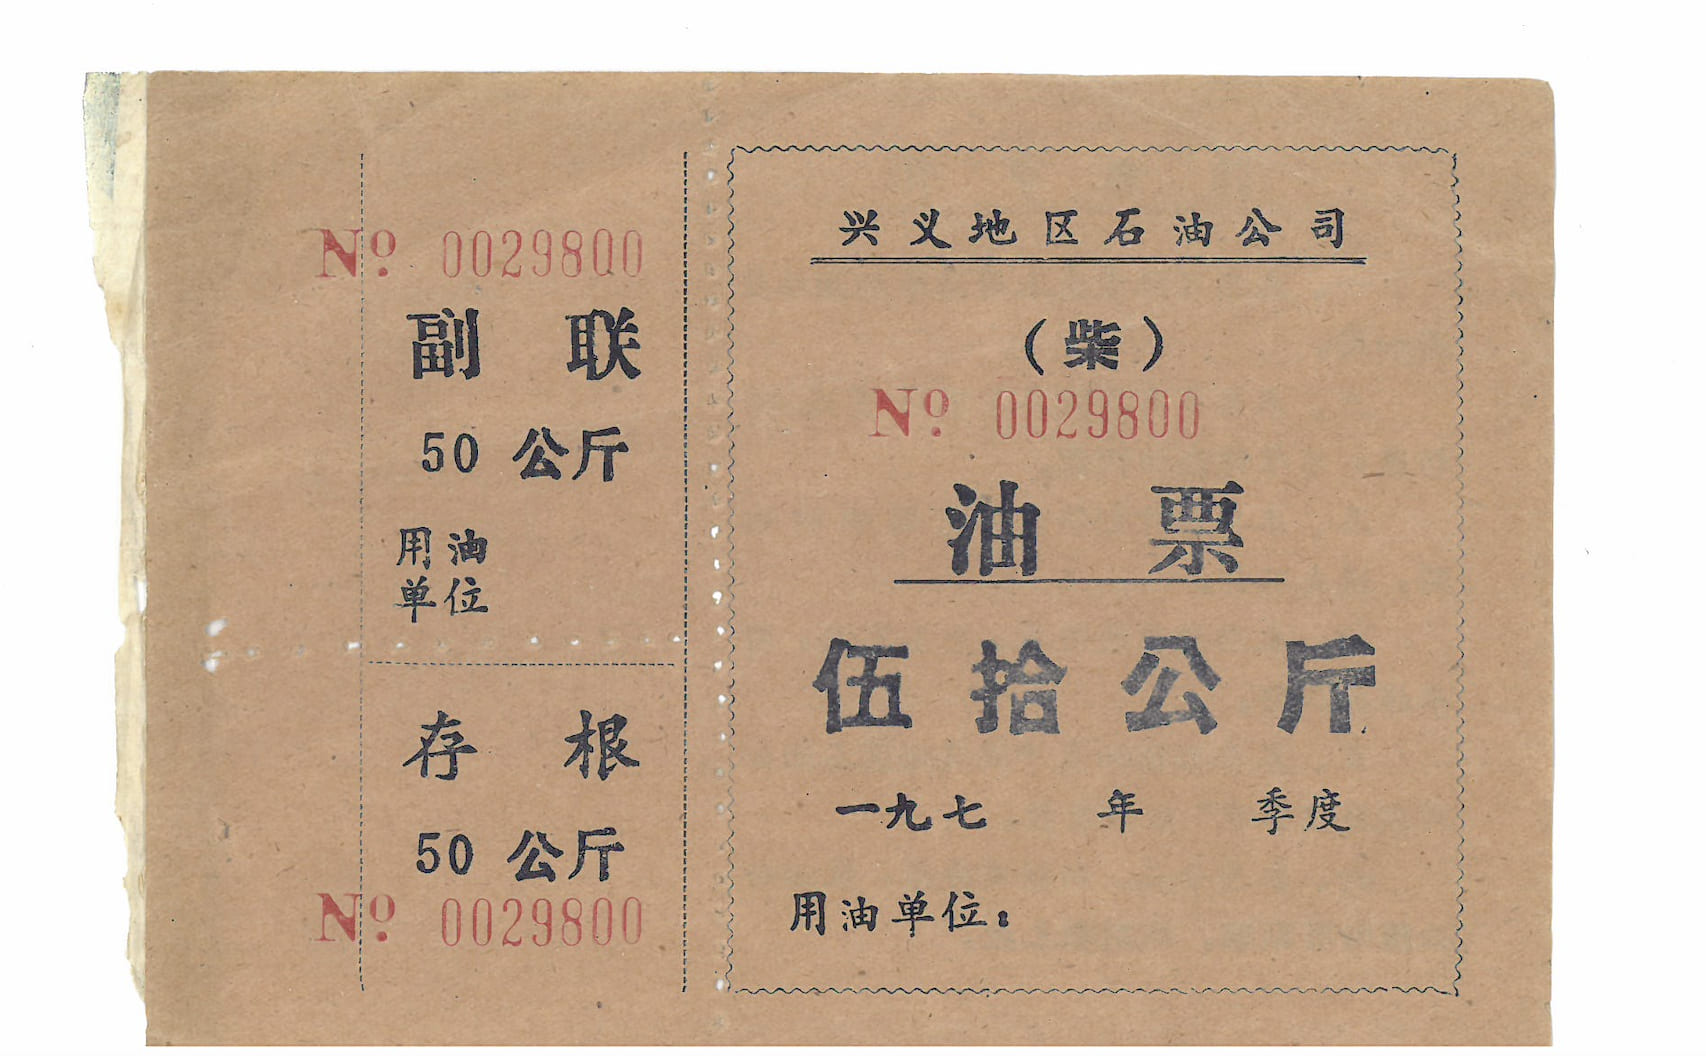 No 0029800
副 联
50 公斤
用油
单位
存 根
50 公斤
No 0029800
兴义地区石油公司
（柴）
No 0029800
油 票
伍拾公斤
一九七 年 季度
用油单位：